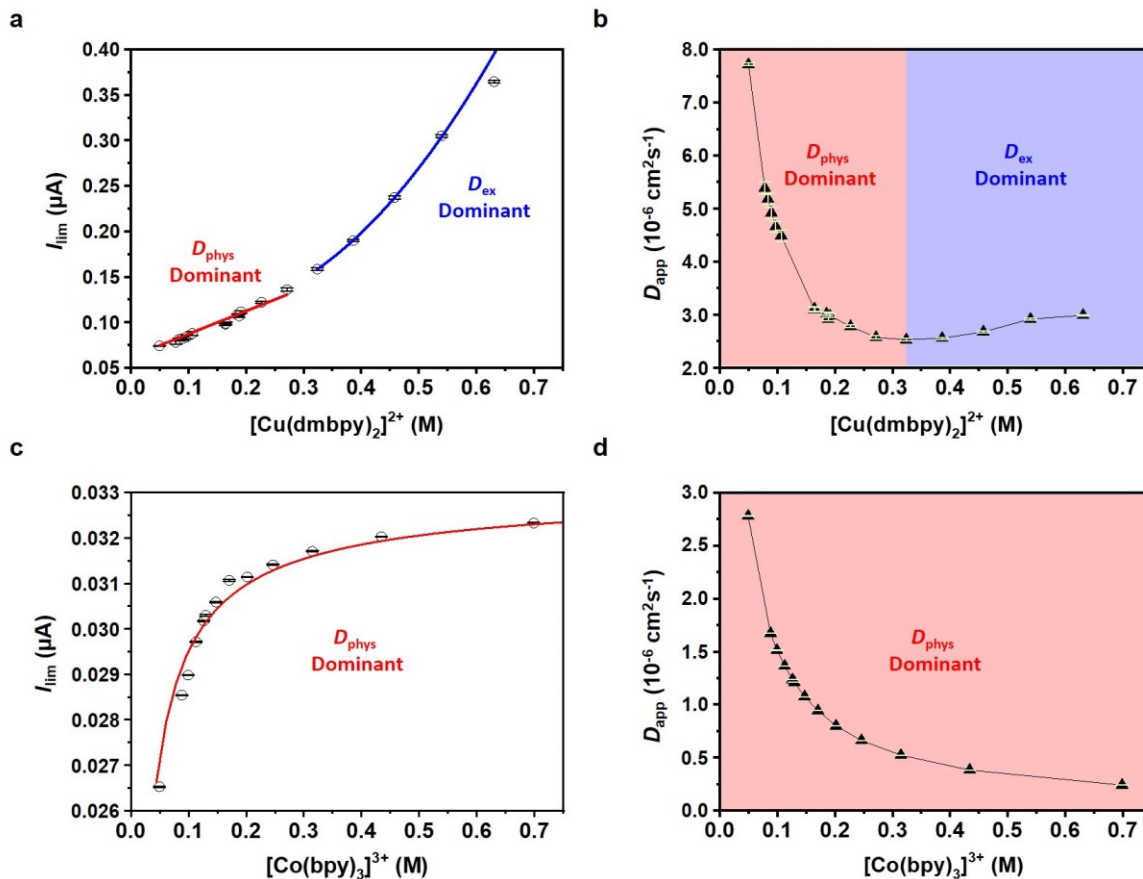 a
0.40
0.35
0.30
0.25
0.20
0.15
0.10
0.05
I_lim (µA)
D_phys
Dominant
D_ex
Dominant
0.0 0.1 0.2 0.3 0.4 0.5 0.6 0.7
[Cu(dmbpy)₂]²⁺ (M)
b
8.0
7.0
6.0
5.0
4.0
3.0
2.0
D_app (10⁻⁶ cm²s⁻¹)
D_phys
Dominant
D_ex
Dominant
0.0 0.1 0.2 0.3 0.4 0.5 0.6 0.7
[Cu(dmbpy)₂]²⁺ (M)
c
0.033
0.032
0.031
0.030
0.029
0.028
0.027
0.026
I_lim (µA)
D_phys
Dominant
0.0 0.1 0.2 0.3 0.4 0.5 0.6 0.7
[Co(bpy)₃]³⁺ (M)
d
3.0
2.5
2.0
1.5
1.0
0.5
0.0
D_app (10⁻⁶ cm²s⁻¹)
D_phys
Dominant
0.0 0.1 0.2 0.3 0.4 0.5 0.6 0.7
[Co(bpy)₃]³⁺ (M)